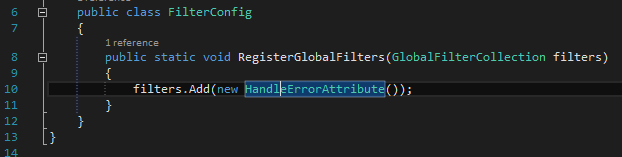 6 public class FilterConfig
7 {
1 reference
8 public static void RegisterGlobalFilters(GlobalFilterCollection filters)
9 {
10 filters.Add(new HandleErrorAttribute());
11 }
12 }
13 }
14